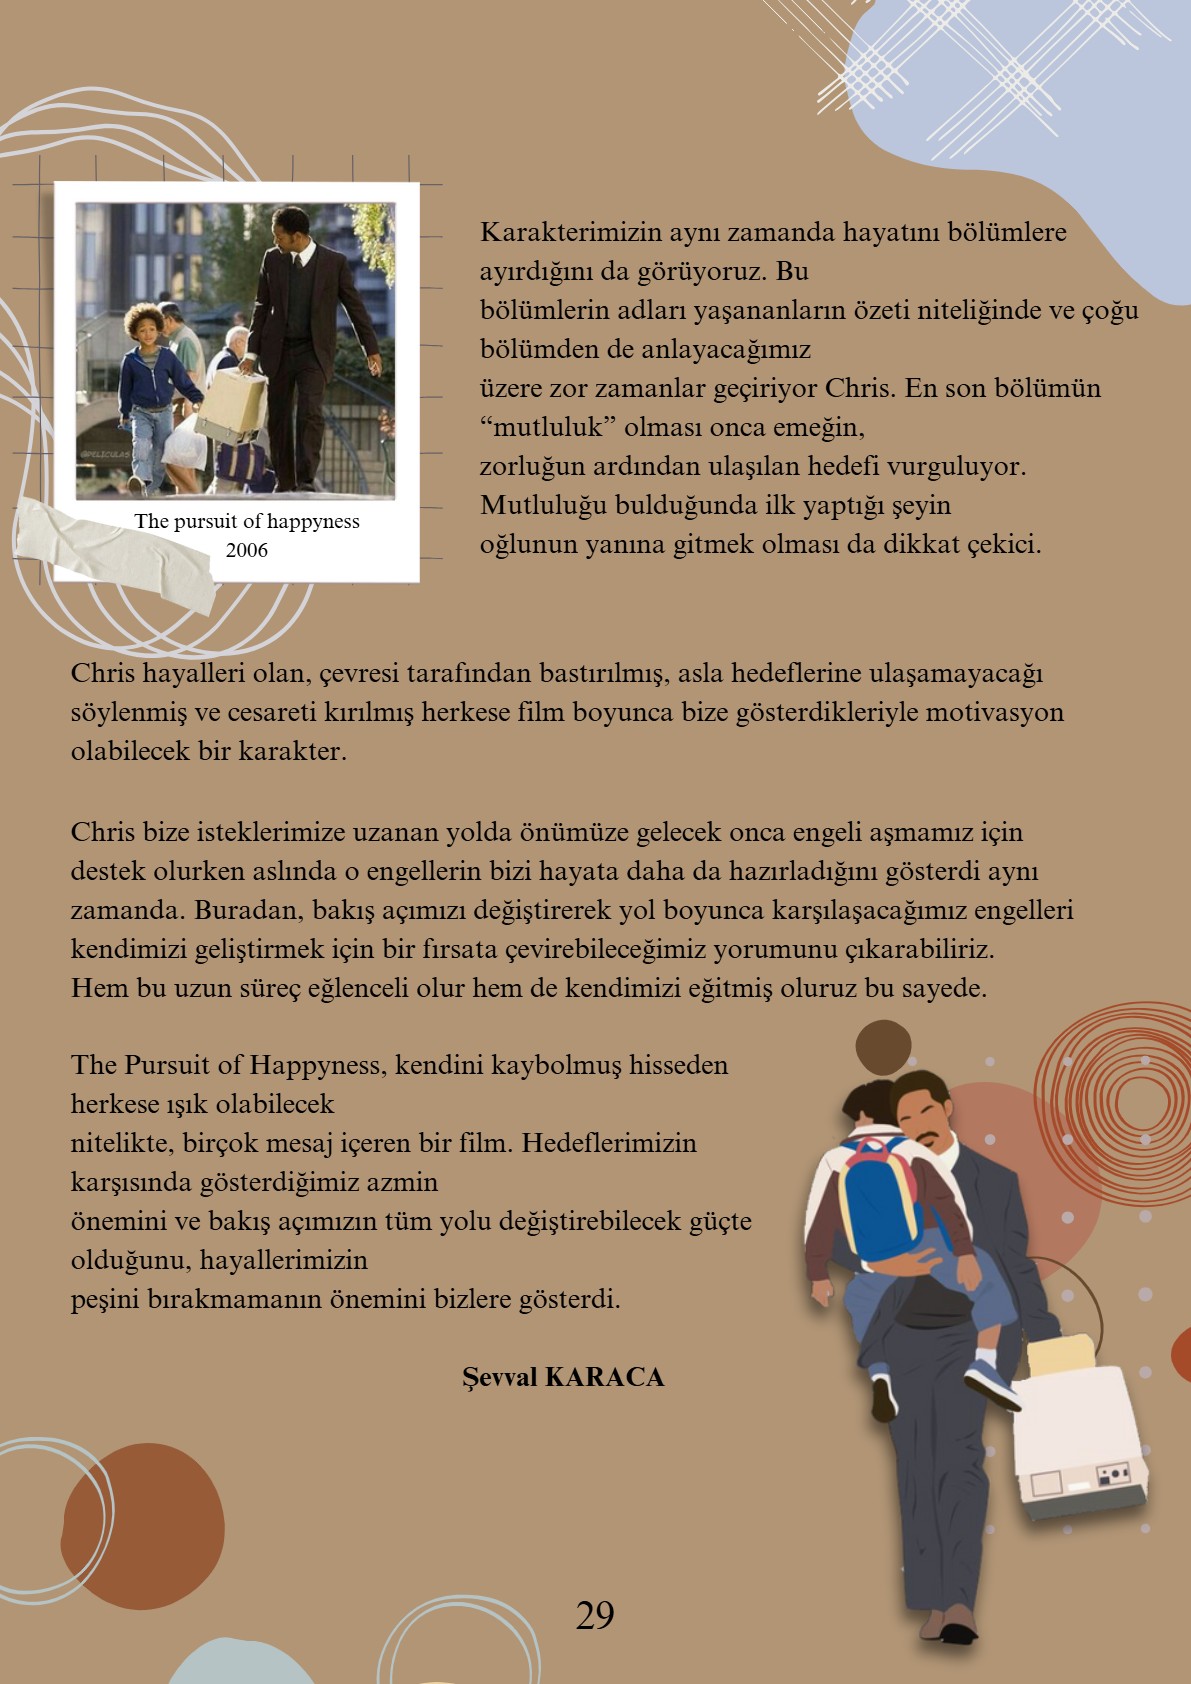 @PELICULAS
The pursuit of happyness
2006
Karakterimizin aynı zamanda hayatını bölümlere
ayırdığını da görüyoruz. Bu
bölümlerin adları yaşananların özeti niteliğinde ve çoğu
bölümden de anlayacağımız
üzere zor zamanlar geçiriyor Chris. En son bölümün
“mutluluk” olması onca emeğin,
zorluğun ardından ulaşılan hedefi vurguluyor.
Mutluluğu bulduğunda ilk yaptığı şeyin
oğlunun yanına gitmek olması da dikkat çekici.
Chris hayalleri olan, çevresi tarafından bastırılmış, asla hedeflerine ulaşamayacağı
söylenmiş ve cesareti kırılmış herkese film boyunca bize gösterdikleriyle motivasyon
olabilecek bir karakter.
Chris bize isteklerimize uzanan yolda önümüze gelecek onca engeli aşmamız için
destek olurken aslında o engellerin bizi hayata daha da hazırladığını gösterdi aynı
zamanda. Buradan, bakış açımızı değiştirerek yol boyunca karşılaşacağımız engelleri
kendimizi geliştirmek için bir fırsata çevirebileceğimiz yorumunu çıkarabiliriz.
Hem bu uzun süreç eğlenceli olur hem de kendimizi eğitmiş oluruz bu sayede.
The Pursuit of Happyness, kendini kaybolmuş hisseden
herkese ışık olabilecek
nitelikte, birçok mesaj içeren bir film. Hedeflerimizin
karşısında gösterdiğimiz azmin
önemini ve bakış açımızın tüm yolu değiştirebilecek güçte
olduğunu, hayallerimizin
peşini bırakmamanın önemini bizlere gösterdi.
Şevval KARACA
29